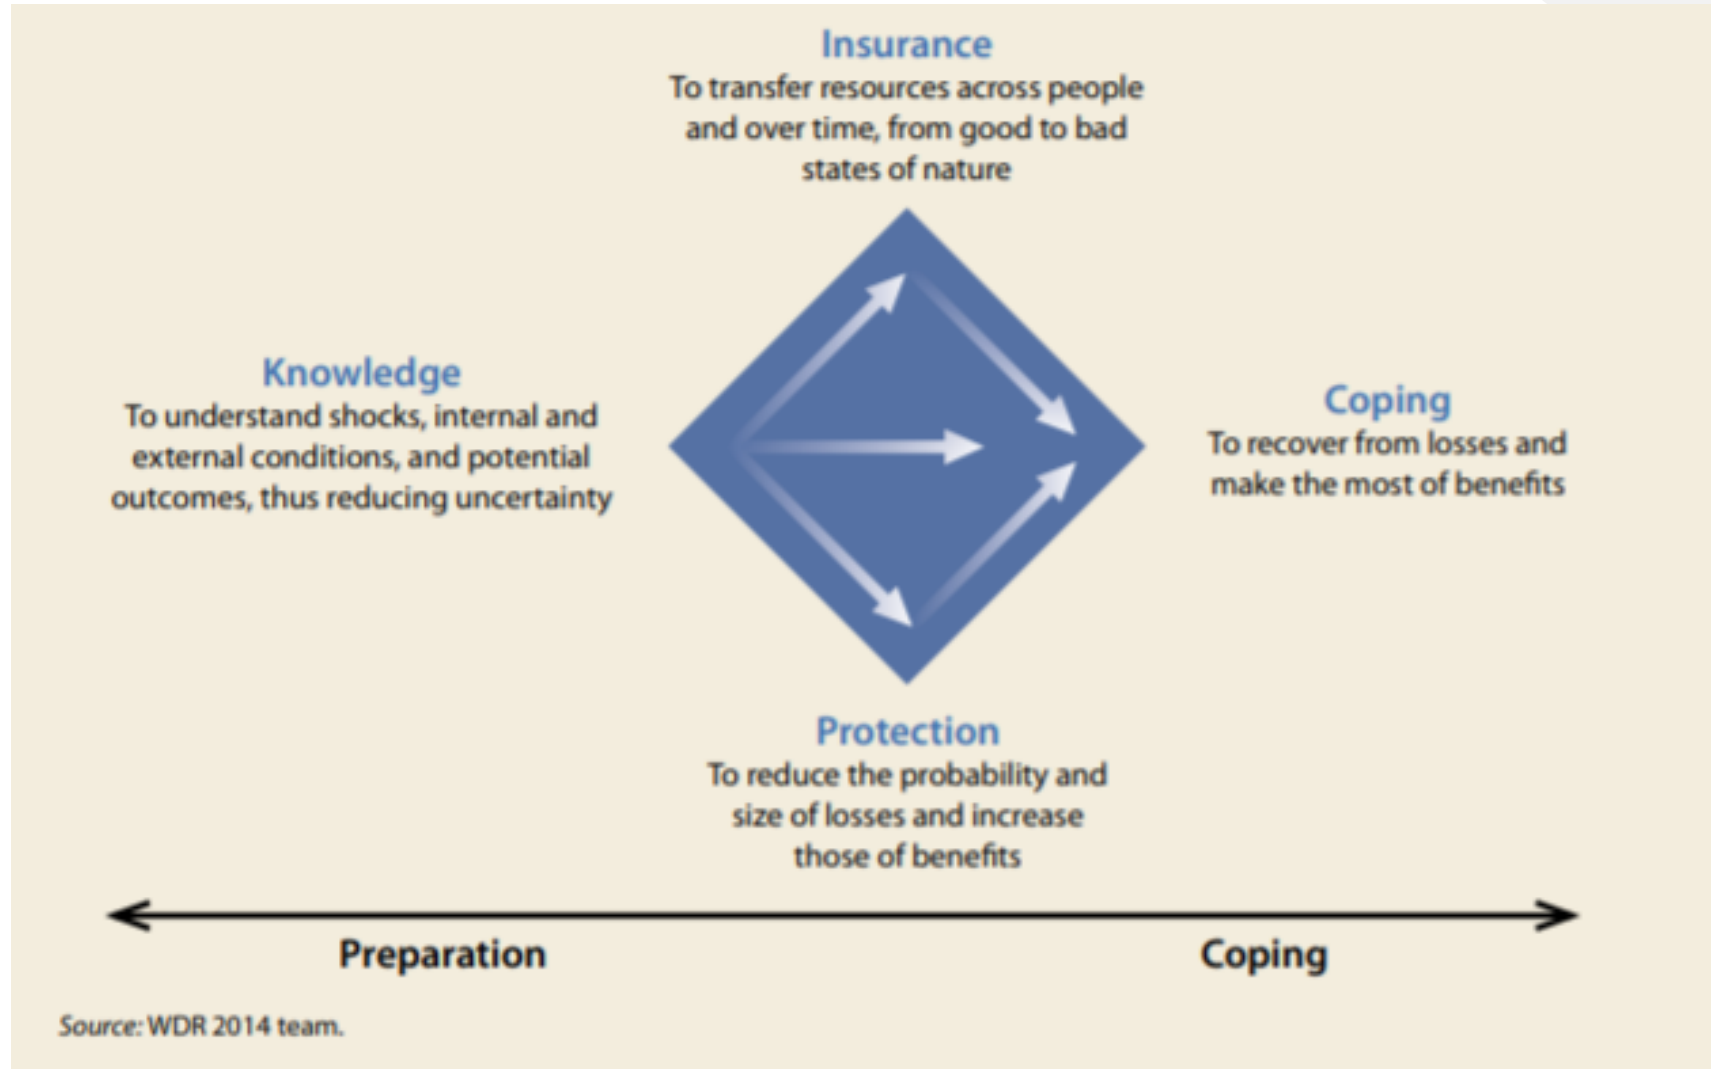 Insurance
To transfer resources across people
and over time, from good to bad
states of nature
Knowledge
To understand shocks, internal and
external conditions, and potential
outcomes, thus reducing uncertainty
Coping
To recover from losses and
make the most of benefits
Protection
To reduce the probability and
size of losses and increase
those of benefits
Preparation
Coping
Source: WDR 2014 team.